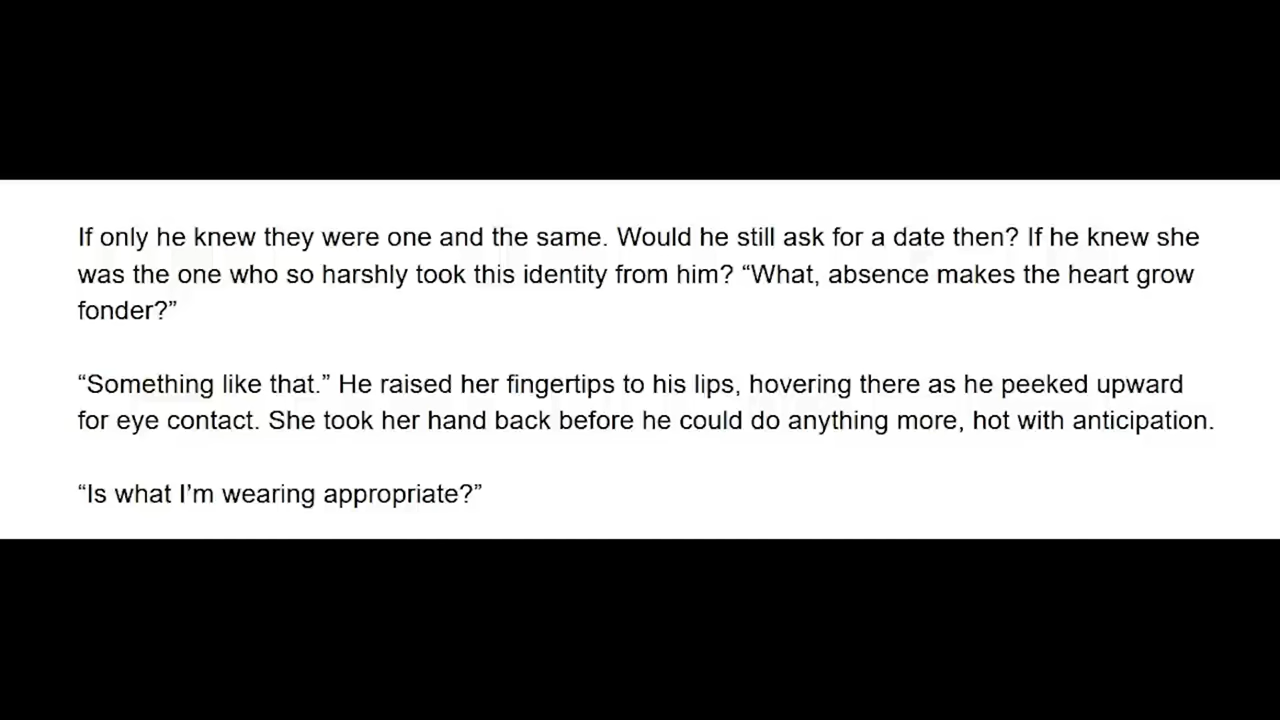 If only he knew they were one and the same. Would he still ask for a date then? If he knew she
was the one who so harshly took this identity from him? “What, absence makes the heart grow
fonder?”
“Something like that.” He raised her fingertips to his lips, hovering there as he peeked upward
for eye contact. She took her hand back before he could do anything more, hot with anticipation.
“Is what I’m wearing appropriate?”